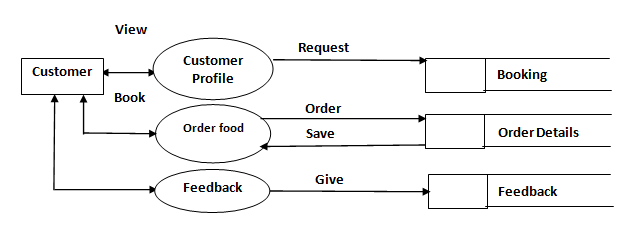 View
Customer
Customer
Profile
Request
Booking
Book
Order food
Order
Save
Order Details
Feedback
Give
Feedback